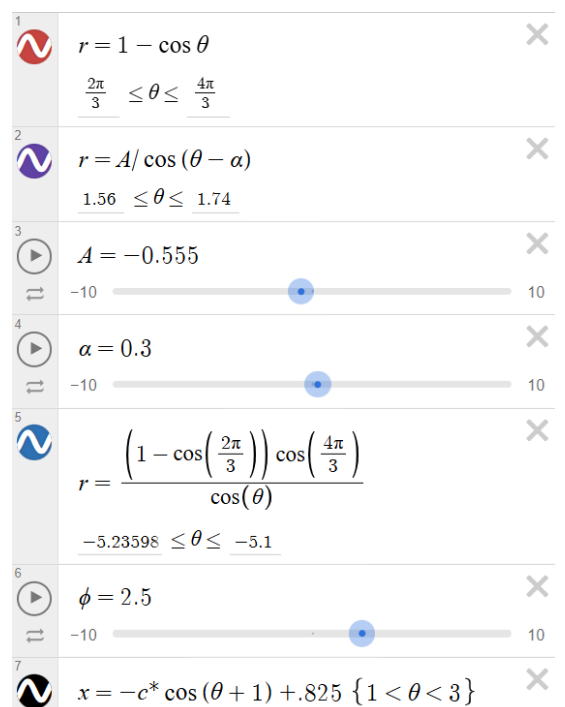 1
r = 1 − cos θ
2π/3 ≤ θ ≤ 4π/3
2
r = A/ cos (θ − α)
1.56 ≤ θ ≤ 1.74
3
A = −0.555
−10 10
4
α = 0.3
−10 10
5
r = (1 − cos(2π/3)) cos(4π/3) / cos(θ)
−5.23598 ≤ θ ≤ −5.1
6
ϕ = 2.5
−10 10
7
x = −c* cos (θ + 1) +.825 {1 < θ < 3}